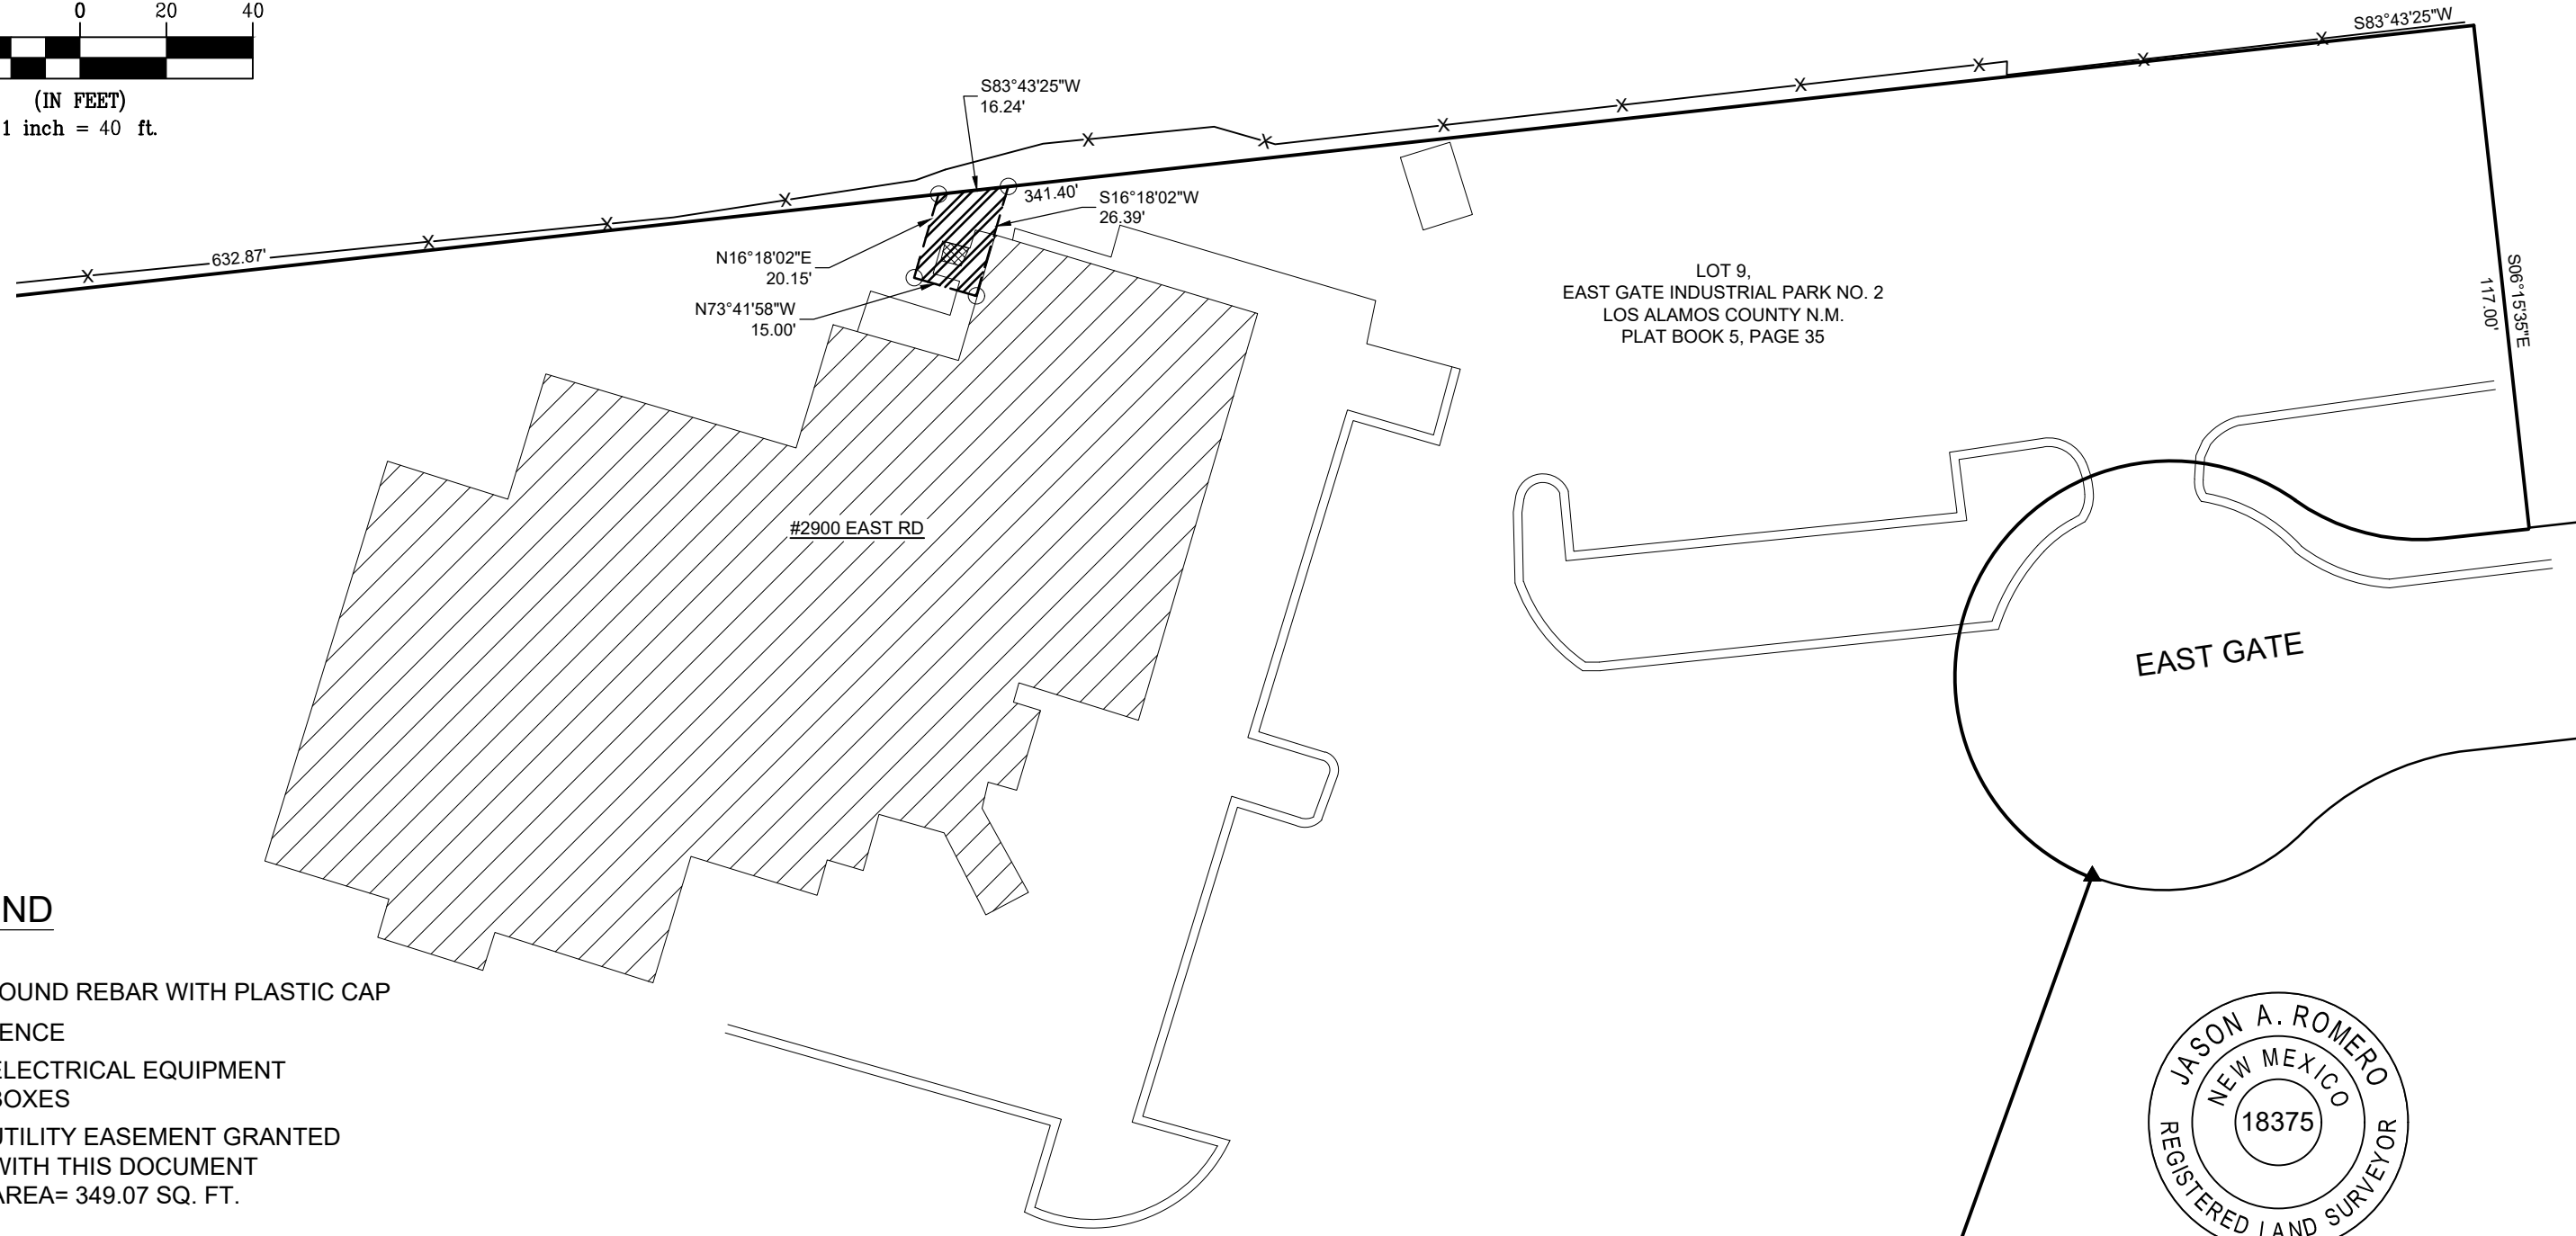 0 20 40
(IN FEET)
1 inch = 40 ft.
S83°43'25"W
S83°43'25"W
16.24'
341.40'
S16°18'02"W
26.39'
632.87'
N16°18'02"E
20.15'
N73°41'58"W
15.00'
LOT 9,
EAST GATE INDUSTRIAL PARK NO. 2
LOS ALAMOS COUNTY N.M.
PLAT BOOK 5, PAGE 35
S06°15'35"E
117.00'
#2900 EAST RD
EAST GATE
ND
OUND REBAR WITH PLASTIC CAP
ENCE
ELECTRICAL EQUIPMENT
BOXES
UTILITY EASEMENT GRANTED
WITH THIS DOCUMENT
AREA= 349.07 SQ. FT.
JASON A. ROMERO
NEW MEXICO
18375
REGISTERED LAND SURVEYOR